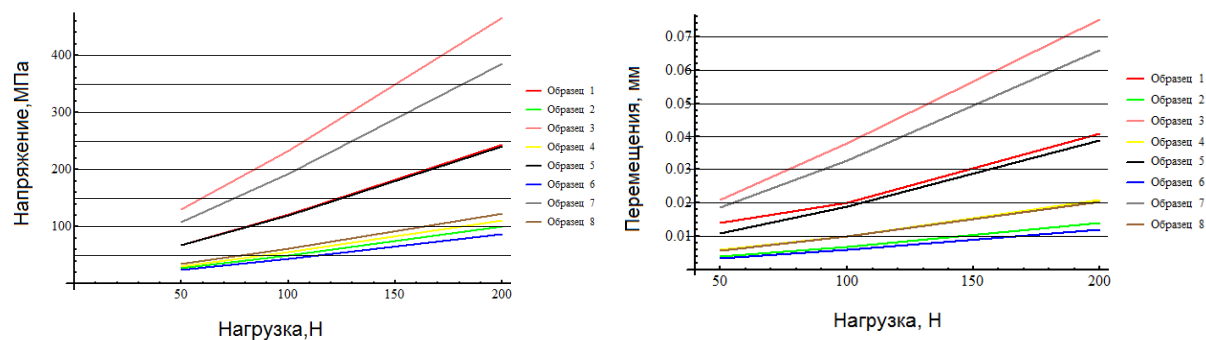 Напряжение,МПа
400
300
200
100
50
100
150
200
Нагрузка,Н
Образец 1
Образец 2
Образец 3
Образец 4
Образец 5
Образец 6
Образец 7
Образец 8
Перемещения, мм
0.07
0.06
0.05
0.04
0.03
0.02
0.01
50
100
150
200
Нагрузка, Н
Образец 1
Образец 2
Образец 3
Образец 4
Образец 5
Образец 6
Образец 7
Образец 8